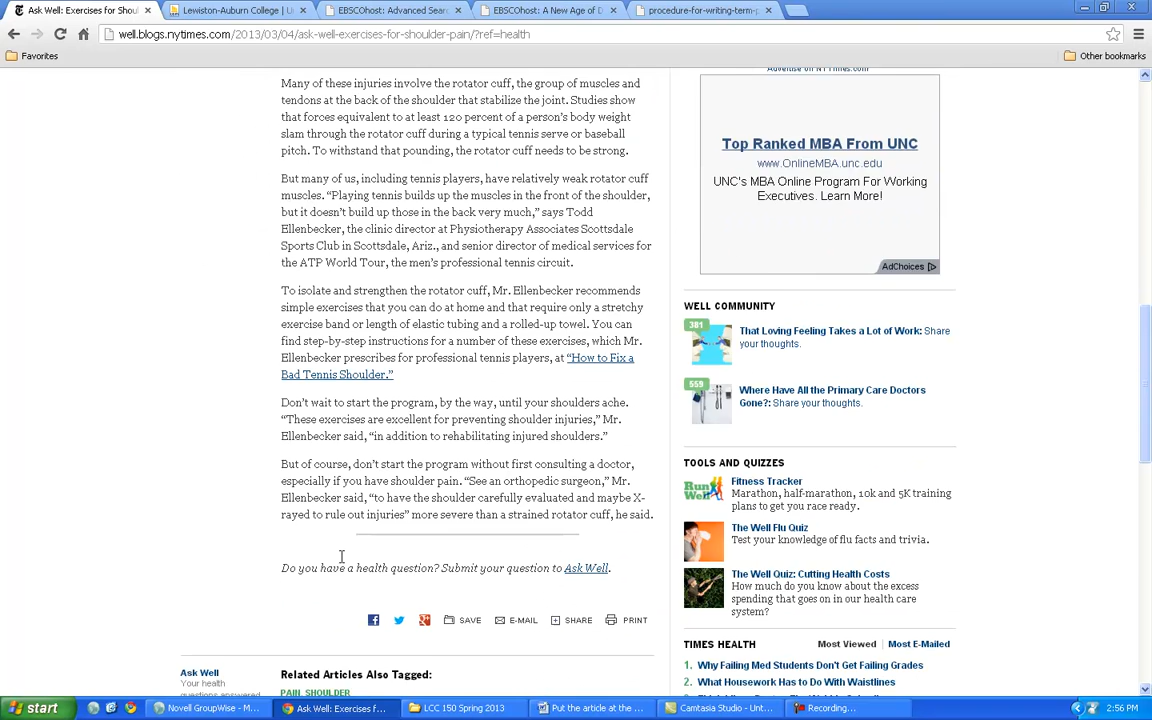 Ask Well: Exercises for Shoul
Lewiston-Auburn College | U
EBSCOhost: Advanced Sear
EBSCOhost: A New Age of D
procedure-for-writing-term-p
well.blogs.nytimes.com/2013/03/04/ask-well-exercises-for-shoulder-pain/?ref=health
Favorites
Other bookmarks
Many of these injuries involve the rotator cuff, the group of muscles and
tendons at the back of the shoulder that stabilize the joint. Studies show
that forces equivalent to at least 120 percent of a person's body weight
slam through the rotator cuff during a typical tennis serve or baseball
pitch. To withstand that pounding, the rotator cuff needs to be strong.
But many of us, including tennis players, have relatively weak rotator cuff
muscles. "Playing tennis builds up the muscles in the front of the shoulder,
but it doesn't build up those in the back very much," says Todd
Ellenbecker, the clinic director at Physiotherapy Associates Scottsdale
Sports Club in Scottsdale, Ariz., and senior director of medical services for
the ATP World Tour, the men's professional tennis circuit.
To isolate and strengthen the rotator cuff, Mr. Ellenbecker recommends
simple exercises that you can do at home and that require only a stretchy
exercise band or length of elastic tubing and a rolled-up towel. You can
find step-by-step instructions for a number of these exercises, which Mr.
Ellenbecker prescribes for professional tennis players, at "How to Fix a
Bad Tennis Shoulder."
Don't wait to start the program, by the way, until your shoulders ache.
"These exercises are excellent for preventing shoulder injuries," Mr.
Ellenbecker said, "in addition to rehabilitating injured shoulders."
But of course, don't start the program without first consulting a doctor,
especially if you have shoulder pain. "See an orthopedic surgeon," Mr.
Ellenbecker said, "to have the shoulder carefully evaluated and maybe X-
rayed to rule out injuries" more severe than a strained rotator cuff, he said.
Do you have a health question? Submit your question to Ask Well.
SAVE
E-MAIL
SHARE
PRINT
Ask Well
Your health
questions answered
Related Articles Also Tagged:
PAIN, SHOULDER
Advertise on NYTimes.com
Top Ranked MBA From UNC
www.OnlineMBA.unc.edu
UNC's MBA Online Program For Working
Executives. Learn More!
AdChoices
WELL COMMUNITY
381
That Loving Feeling Takes a Lot of Work: Share
your thoughts.
559
Where Have All the Primary Care Doctors
Gone?: Share your thoughts.
TOOLS AND QUIZZES
Run Well
Fitness Tracker
Marathon, half-marathon, 10k and 5K training
plans to get you race ready.
The Well Flu Quiz
Test your knowledge of flu facts and trivia.
The Well Quiz: Cutting Health Costs
How much do you know about the excess
spending that goes on in our health care
system?
TIMES HEALTH
Most Viewed
Most E-Mailed
1. Why Failing Med Students Don't Get Failing Grades
2. What Housework Has to Do With Waistlines
start
Novell GroupWise - M...
Ask Well: Exercises f...
LCC 150 Spring 2013
Put the article at the ...
Camtasia Studio - Unt...
Recording...
2:56 PM